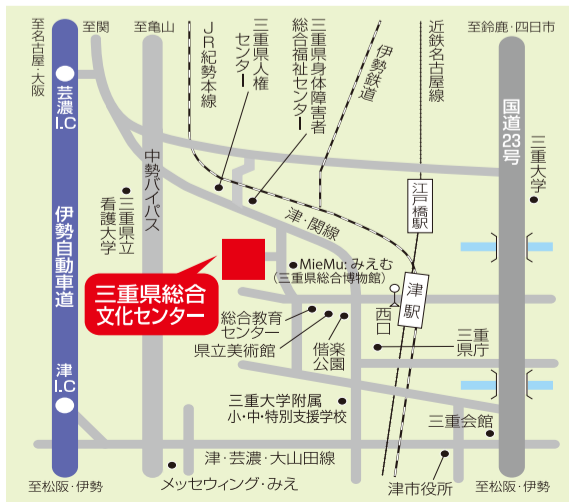 至名古屋・大阪
至関
至亀山
JR紀勢本線
三重県人権
センター
三重県身体障害者
総合福祉センター
伊勢鉄道
近鉄名古屋線
至鈴鹿・四日市
芸濃
I.C
中勢バイパス
国道23号
三重大学
三重県立
看護大学
江戸橋駅
伊勢自動車道
津・関線
MieMu:みえむ
(三重県総合博物館)
三重県総合
文化センター
津駅
西口
総合教育
センター
県立美術館
偕楽
公園
三重
県庁
津
I.C
三重大学附属
小・中・特別支援学校
三重会館
津・芸濃・大山田線
メッセウィング・みえ
津市役所
至松阪・伊勢
至松阪・伊勢